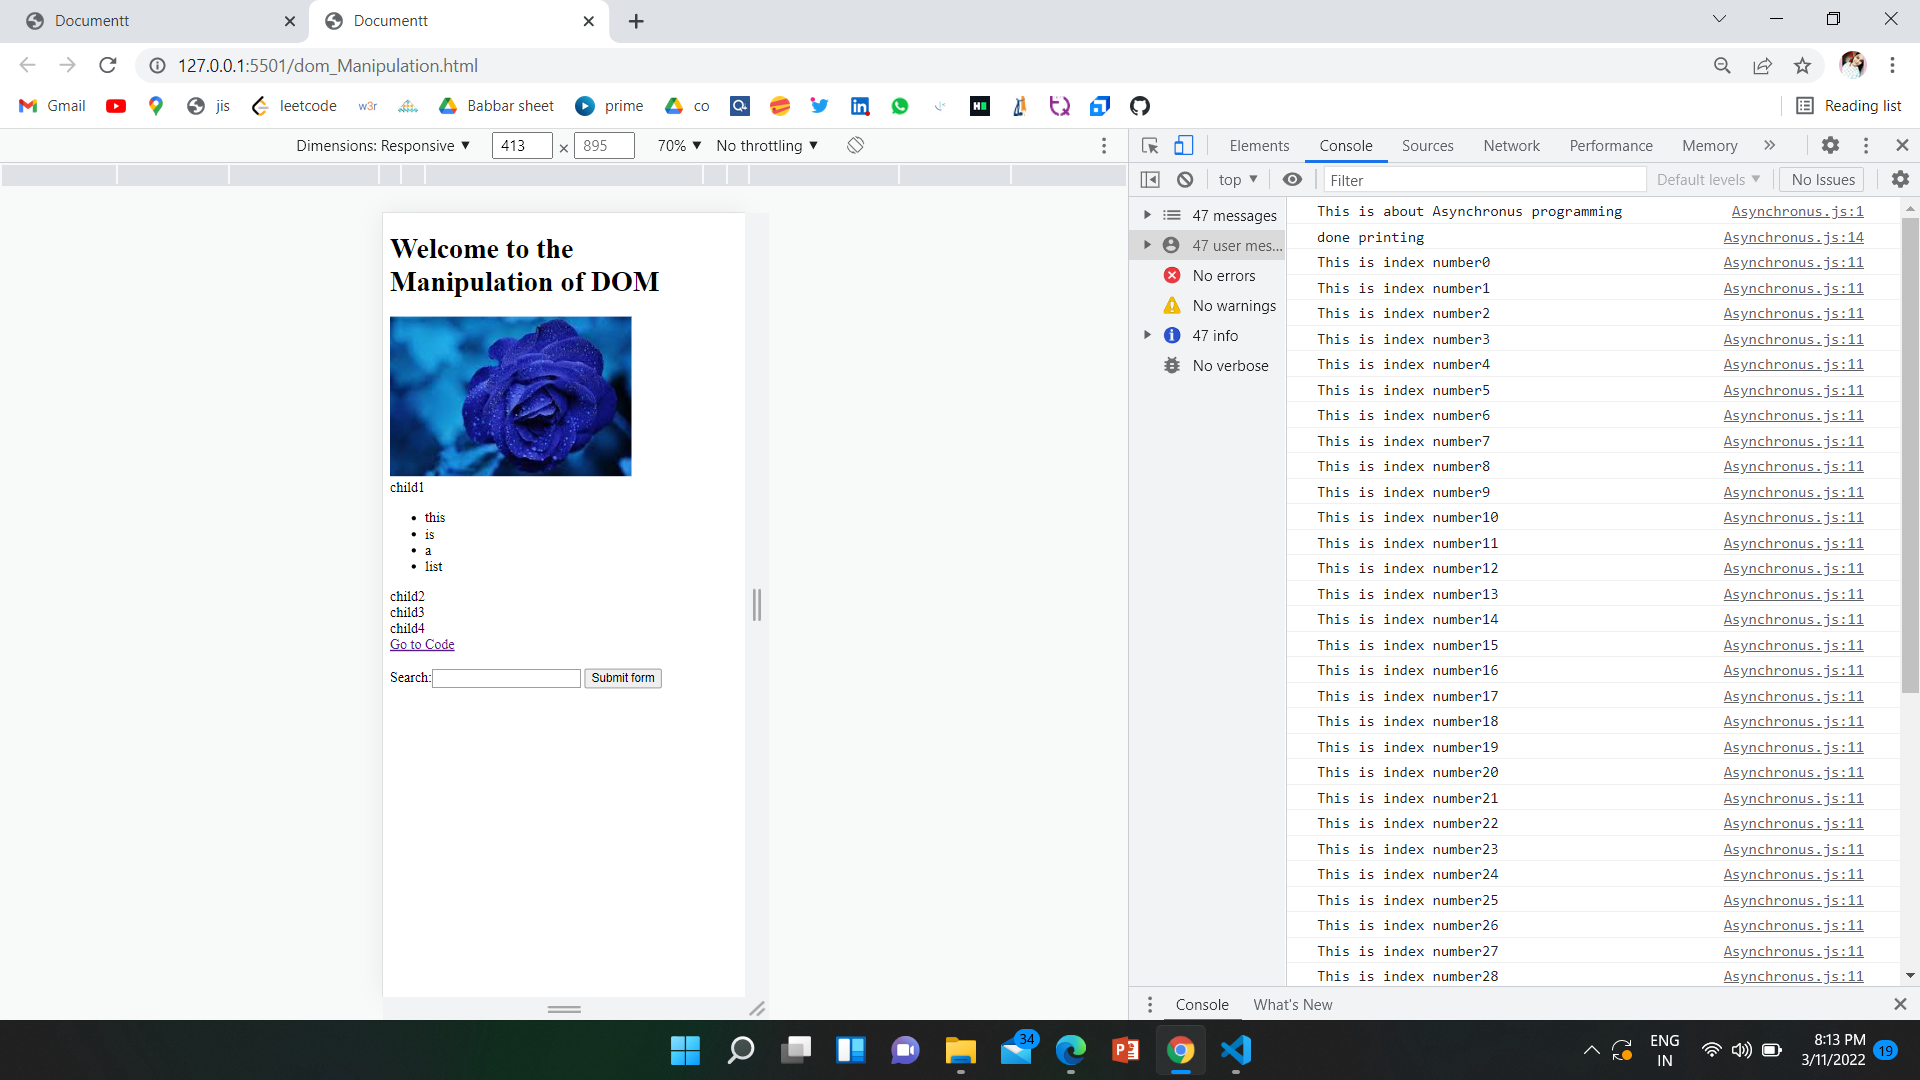 Documentt
Documentt
127.0.0.1:5501/dom_Manipulation.html
Gmail
jis
leetcode
w3r
Babbar sheet
prime
co
Reading list
Dimensions: Responsive
413 × 895
70%
No throttling
Elements
Console
Sources
Network
Performance
Memory
top
Filter
Default levels
No Issues
Welcome to the
Manipulation of DOM
child1
this
is
a
list
child2
child3
child4
Go to Code
Search:
Submit form
47 messages
47 user mes...
No errors
No warnings
47 info
No verbose
This is about Asynchronus programming Asynchronus.js:1
done printing Asynchronus.js:14
This is index number0 Asynchronus.js:11
This is index number1 Asynchronus.js:11
This is index number2 Asynchronus.js:11
This is index number3 Asynchronus.js:11
This is index number4 Asynchronus.js:11
This is index number5 Asynchronus.js:11
This is index number6 Asynchronus.js:11
This is index number7 Asynchronus.js:11
This is index number8 Asynchronus.js:11
This is index number9 Asynchronus.js:11
This is index number10 Asynchronus.js:11
This is index number11 Asynchronus.js:11
This is index number12 Asynchronus.js:11
This is index number13 Asynchronus.js:11
This is index number14 Asynchronus.js:11
This is index number15 Asynchronus.js:11
This is index number16 Asynchronus.js:11
This is index number17 Asynchronus.js:11
This is index number18 Asynchronus.js:11
This is index number19 Asynchronus.js:11
This is index number20 Asynchronus.js:11
This is index number21 Asynchronus.js:11
This is index number22 Asynchronus.js:11
This is index number23 Asynchronus.js:11
This is index number24 Asynchronus.js:11
This is index number25 Asynchronus.js:11
This is index number26 Asynchronus.js:11
This is index number27 Asynchronus.js:11
This is index number28 Asynchronus.js:11
Console
What's New
34
ENG
IN
8:13 PM
3/11/2022
19